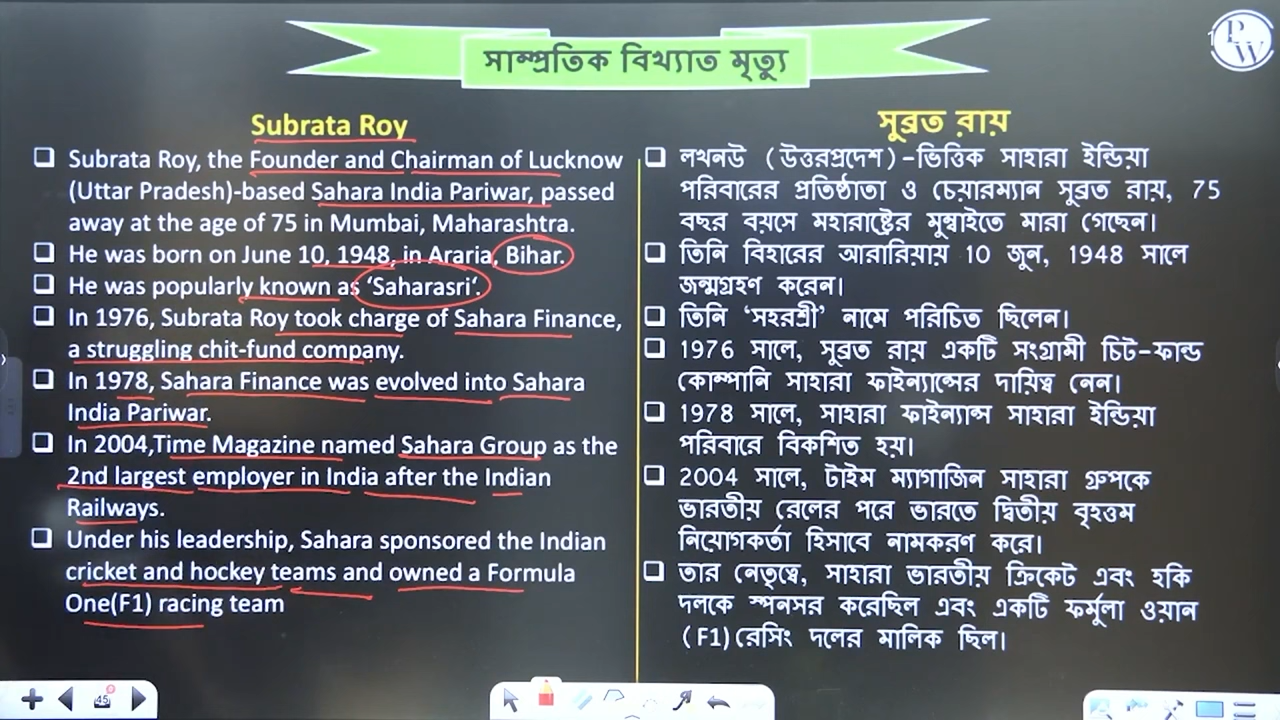 সাম্প্রতিক বিখ্যাত মৃত্যু
PW
Subrata Roy
Subrata Roy, the Founder and Chairman of Lucknow
(Uttar Pradesh)-based Sahara India Pariwar, passed
away at the age of 75 in Mumbai, Maharashtra.
He was born on June 10, 1948, in Araria, Bihar.
He was popularly known as ‘Saharasri‘.
In 1976, Subrata Roy took charge of Sahara Finance,
a struggling chit-fund company.
In 1978, Sahara Finance was evolved into Sahara
India Pariwar.
In 2004,Time Magazine named Sahara Group as the
2nd largest employer in India after the Indian
Railways.
Under his leadership, Sahara sponsored the Indian
cricket and hockey teams and owned a Formula
One(F1) racing team
সুব্রত রায়
লখনউ (উত্তরপ্রদেশ)-ভিত্তিক সাহারা ইন্ডিয়া
পরিবারের প্রতিষ্ঠাতা ও চেয়ারম্যান সুব্রত রায়, 75
বছর বয়সে মহারাষ্ট্রের মুম্বাইতে মারা গেছেন।
তিনি বিহারের আরারিয়ায় 10 জুন, 1948 সালে
জন্মগ্রহণ করেন।
তিনি ‘সহরশ্রী’ নামে পরিচিত ছিলেন।
1976 সালে, সুব্রত রায় একটি সংগ্রামী চিট-ফান্ড
কোম্পানি সাহারা ফাইন্যান্সের দায়িত্ব নেন।
1978 সালে, সাহারা ফাইন্যান্স সাহারা ইন্ডিয়া
পরিবারে বিকশিত হয়।
2004 সালে, টাইম ম্যাগাজিন সাহারা গ্রুপকে
ভারতীয় রেলের পরে ভারতে দ্বিতীয় বৃহত্তম
নিয়োগকর্তা হিসাবে নামকরণ করে।
তার নেতৃত্বে, সাহারা ভারতীয় ক্রিকেট এবং হকি
দলকে স্পনসর করেছিল এবং একটি ফর্মুলা ওয়ান
(F1)রেসিং দলের মালিক ছিল।
45